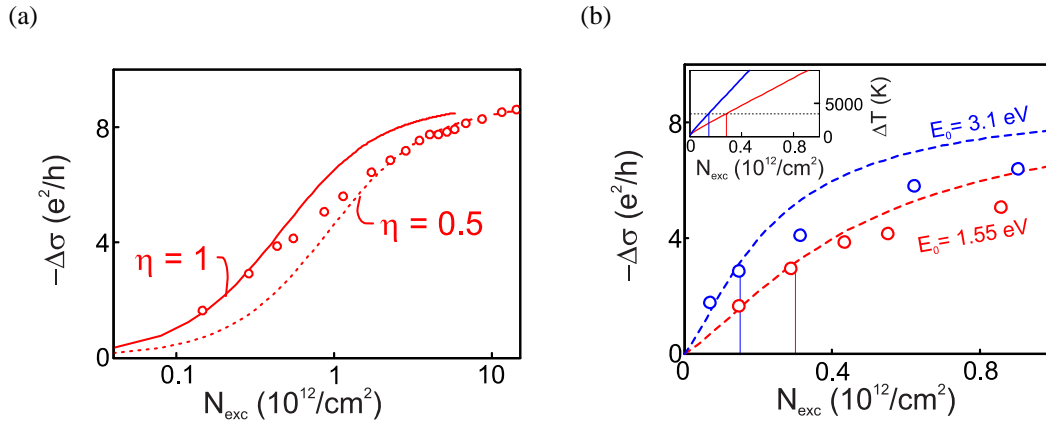 (a)
8
4
0
−Δσ (e²/h)
η = 1
η = 0.5
0.1
1
10
N_exc (10¹²/cm²)
(b)
8
4
0
−Δσ (e²/h)
5000
ΔT (K)
0
0.4
0.8
N_exc (10¹²/cm²)
E₀= 3.1 eV
E₀= 1.55 eV
0
0.4
0.8
N_exc (10¹²/cm²)